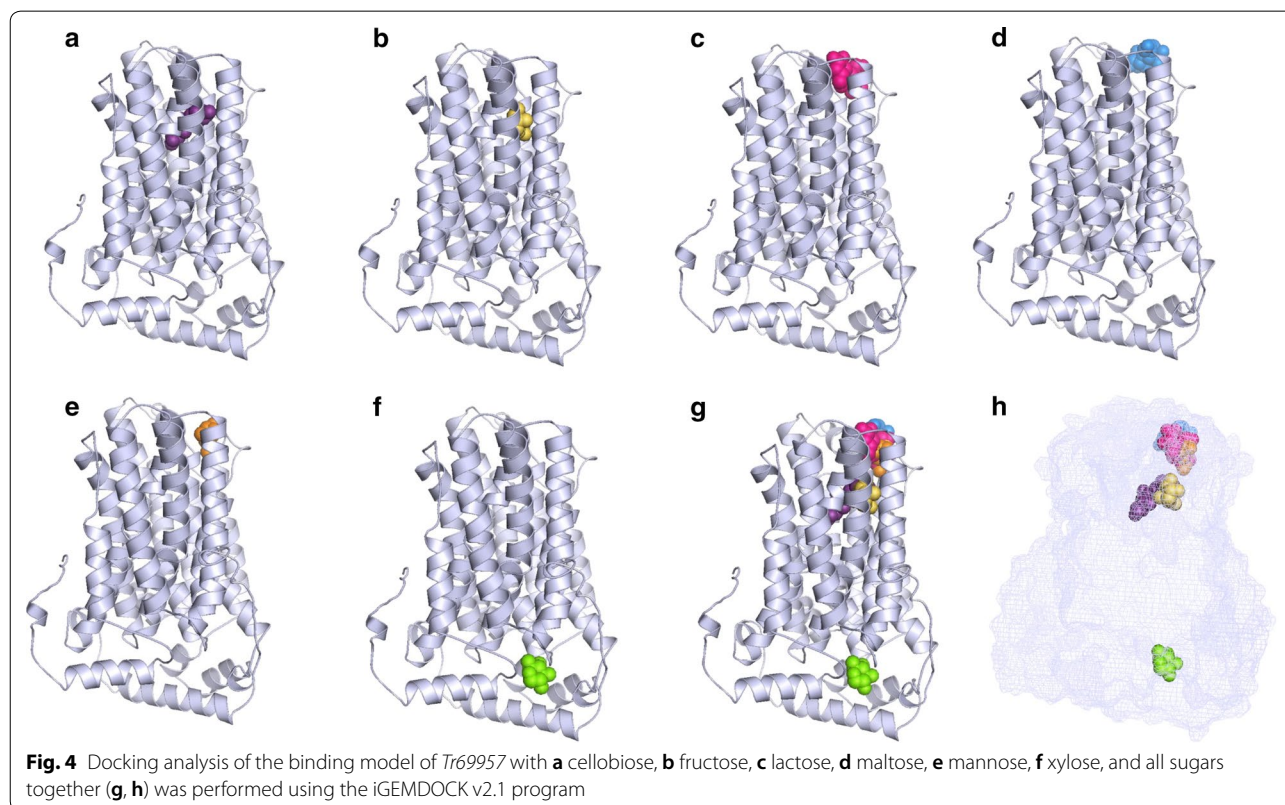 a b c d
e f g h
Fig. 4 Docking analysis of the binding model of Tr69957 with a cellobiose, b fructose, c lactose, d maltose, e mannose, f xylose, and all sugars
together (g, h) was performed using the iGEMDOCK v2.1 program